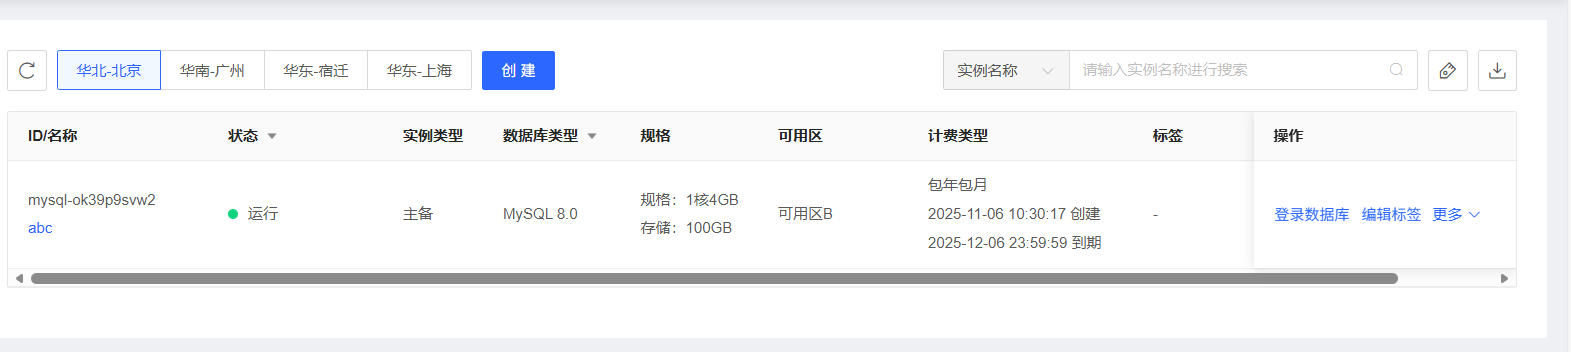 华北-北京 华南-广州 华东-宿迁 华东-上海 创建 实例名称 请输入实例名称进行搜索
ID/名称 状态 实例类型 数据库类型 规格 可用区 计费类型 标签 操作
mysql-ok39p9svw2
abc
运行
主备
MySQL 8.0
规格：1核4GB
存储：100GB
可用区B
包年包月
2025-11-06 10:30:17 创建
2025-12-06 23:59:59 到期
-
登录数据库 编辑标签 更多